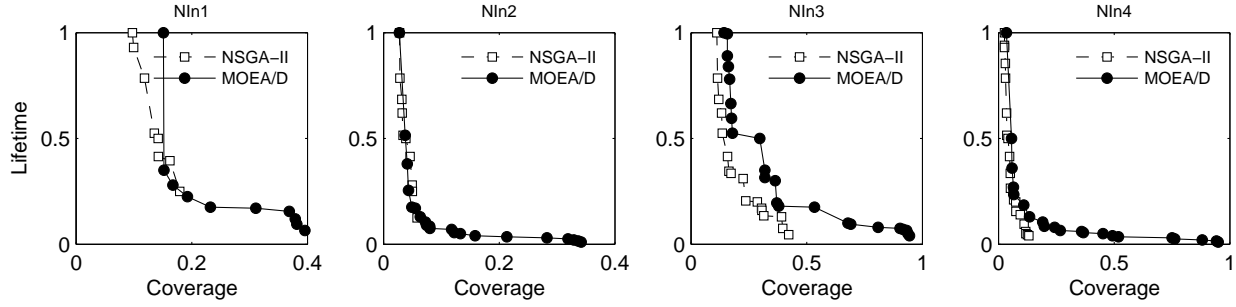 NIn1
1
0.5
0
Lifetime
0
0.2
0.4
Coverage
NSGA−II
MOEA/D
NIn2
1
0.5
0
0
0.2
0.4
Coverage
NSGA−II
MOEA/D
NIn3
1
0.5
0
0
0.5
1
Coverage
NSGA−II
MOEA/D
NIn4
1
0.5
0
0
0.5
1
Coverage
NSGA−II
MOEA/D